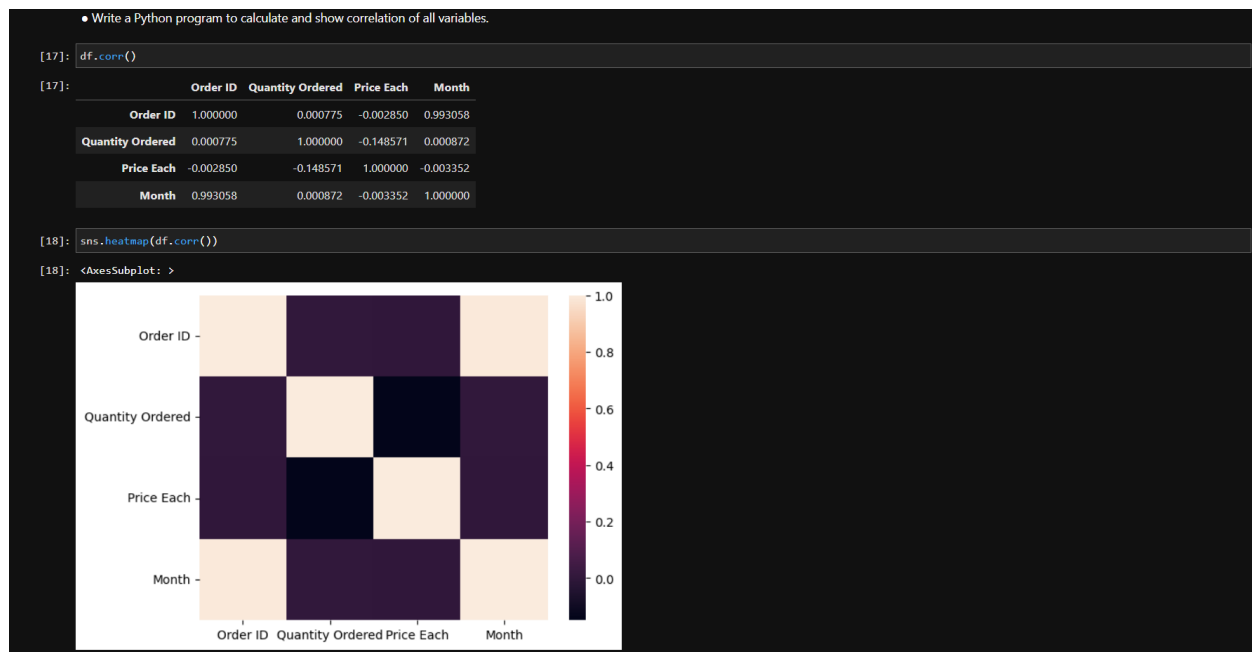 ● Write a Python program to calculate and show correlation of all variables.
[17]: df.corr()
[17]: Order ID Quantity Ordered Price Each Month
Order ID 1.000000 0.000775 -0.002850 0.993058
Quantity Ordered 0.000775 1.000000 -0.148571 0.000872
Price Each -0.002850 -0.148571 1.000000 -0.003352
Month 0.993058 0.000872 -0.003352 1.000000
[18]: sns.heatmap(df.corr())
[18]: <AxesSubplot: >
1.0
Order ID
0.8
Quantity Ordered
0.6
0.4
Price Each
0.2
Month
0.0
Order ID Quantity Ordered Price Each Month